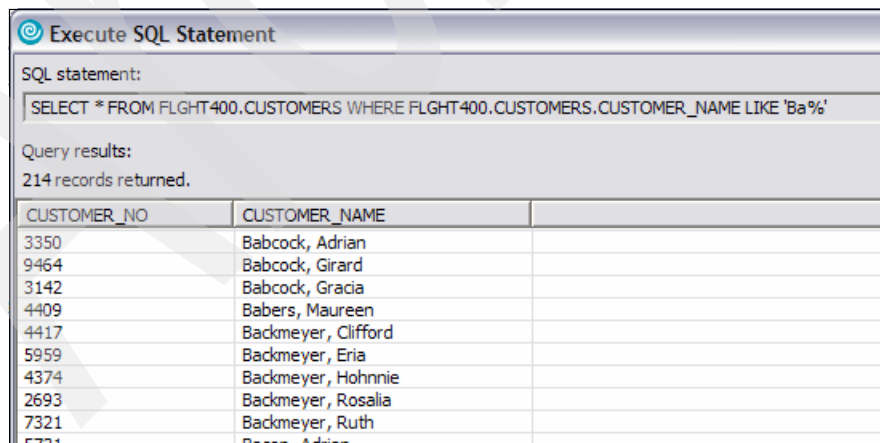 Execute SQL Statement
SQL statement:
SELECT * FROM FLGHT400.CUSTOMERS WHERE FLGHT400.CUSTOMERS.CUSTOMER_NAME LIKE 'Ba%'
Query results:
214 records returned.
CUSTOMER_NO CUSTOMER_NAME
3350 Babcock, Adrian
9464 Babcock, Girard
3142 Babcock, Gracia
4409 Babers, Maureen
4417 Backmeyer, Clifford
5959 Backmeyer, Eria
4374 Backmeyer, Hohnnie
2693 Backmeyer, Rosalia
7321 Backmeyer, Ruth